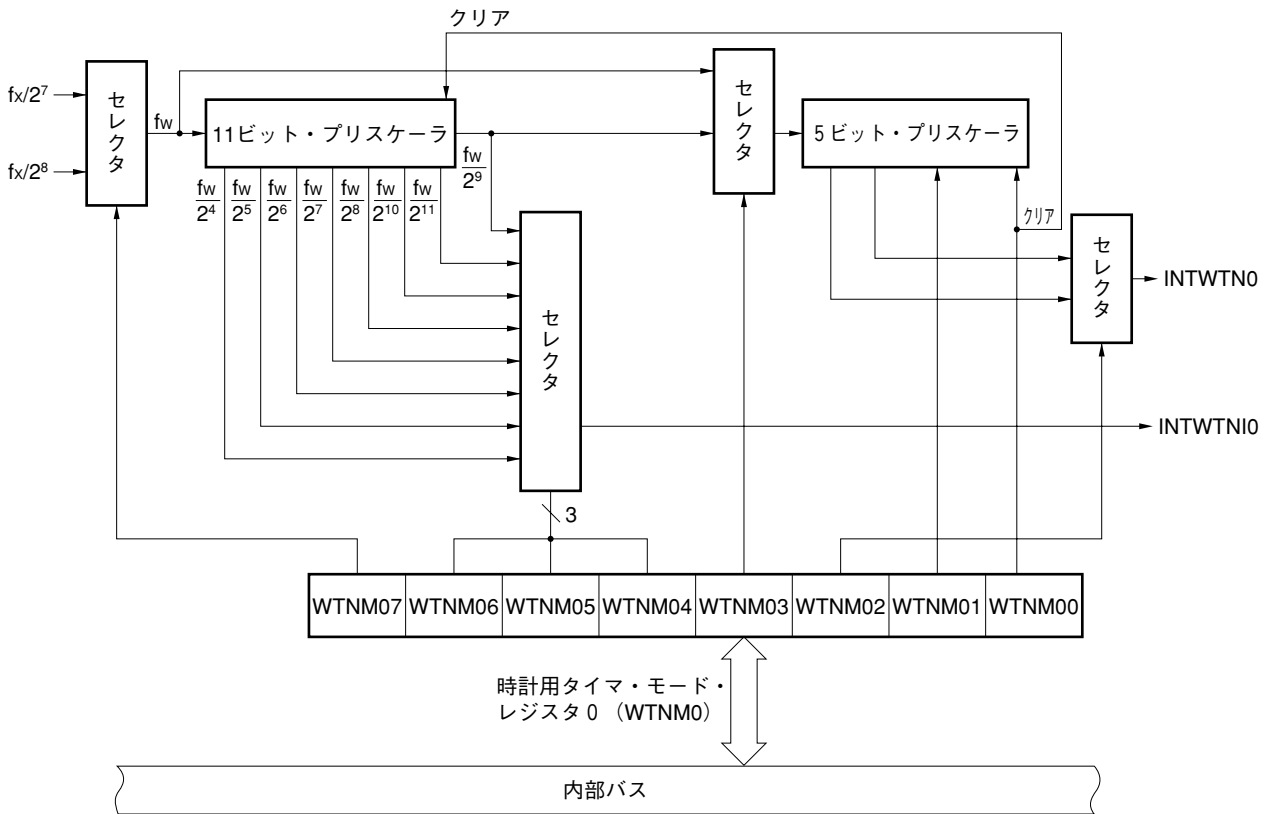 クリア
fx/2⁷
fx/2⁸
セレクタ
fw
11ビット・プリスケーラ
fw/2⁴
fw/2⁵
fw/2⁶
fw/2⁷
fw/2⁸
fw/2¹⁰
fw/2¹¹
fw/2⁹
セレクタ
5ビット・プリスケーラ
クリア
セレクタ
INTWTN0
セレクタ
INTWTNI0
3
WTNM07 WTNM06 WTNM05 WTNM04 WTNM03 WTNM02 WTNM01 WTNM00
時計用タイマ・モード・
レジスタ0 (WTNM0)
内部バス